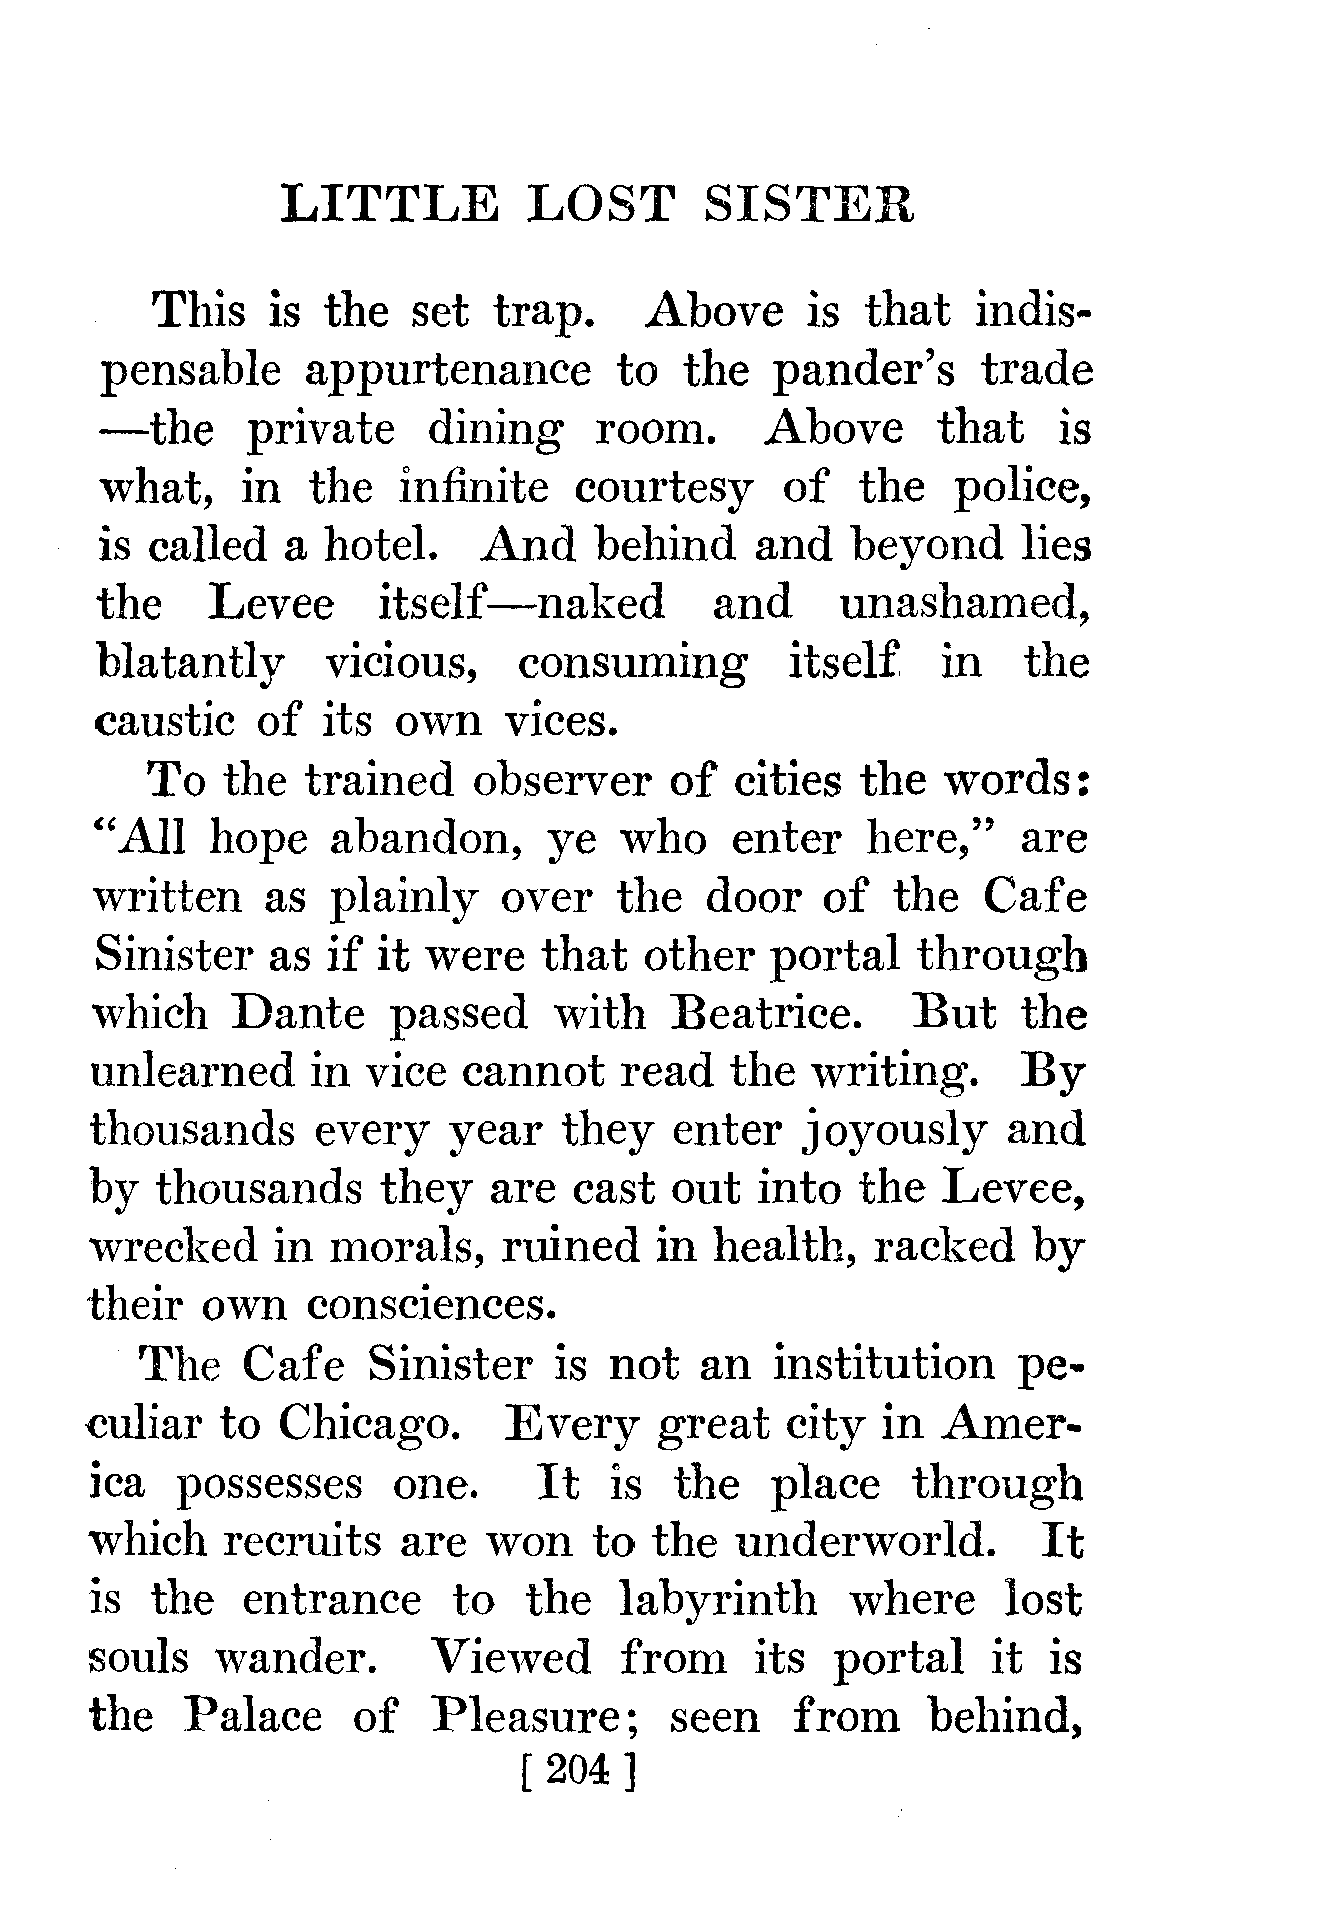 LITTLE LOST SISTER
This is the set trap. Above is that indis-
pensable appurtenance to the pander's trade
—the private dining room. Above that is
what, in the infinite courtesy of the police,
is called a hotel. And behind and beyond lies
the Levee itself—naked and unashamed,
blatantly vicious, consuming itself in the
caustic of its own vices.
To the trained observer of cities the words:
“All hope abandon, ye who enter here,” are
written as plainly over the door of the Cafe
Sinister as if it were that other portal through
which Dante passed with Beatrice. But the
unlearned in vice cannot read the writing. By
thousands every year they enter joyously and
by thousands they are cast out into the Levee,
wrecked in morals, ruined in health, racked by
their own consciences.
The Cafe Sinister is not an institution pe-
culiar to Chicago. Every great city in Amer-
ica possesses one. It is the place through
which recruits are won to the underworld. It
is the entrance to the labyrinth where lost
souls wander. Viewed from its portal it is
the Palace of Pleasure; seen from behind,
[ 204 ]